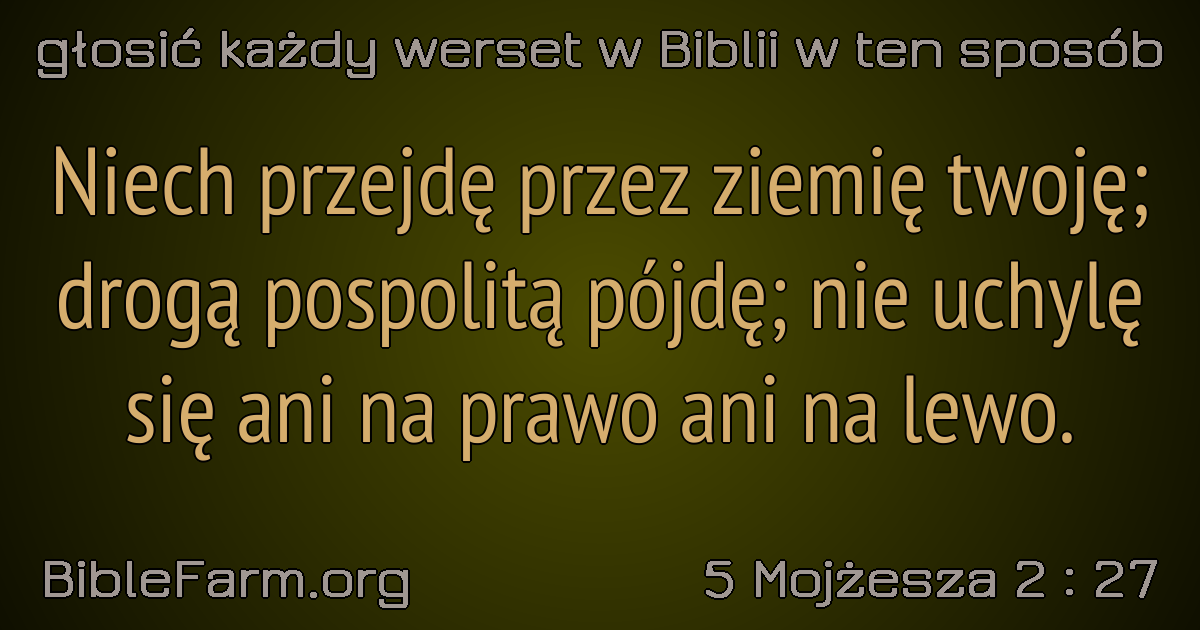 głosić każdy werset w Biblii w ten sposób
Niech przejdę przez ziemię twoję;
drogą pospolitą pójdę; nie uchylę
się ani na prawo ani na lewo.
BibleFarm.org
5 Mojżesza 2 : 27